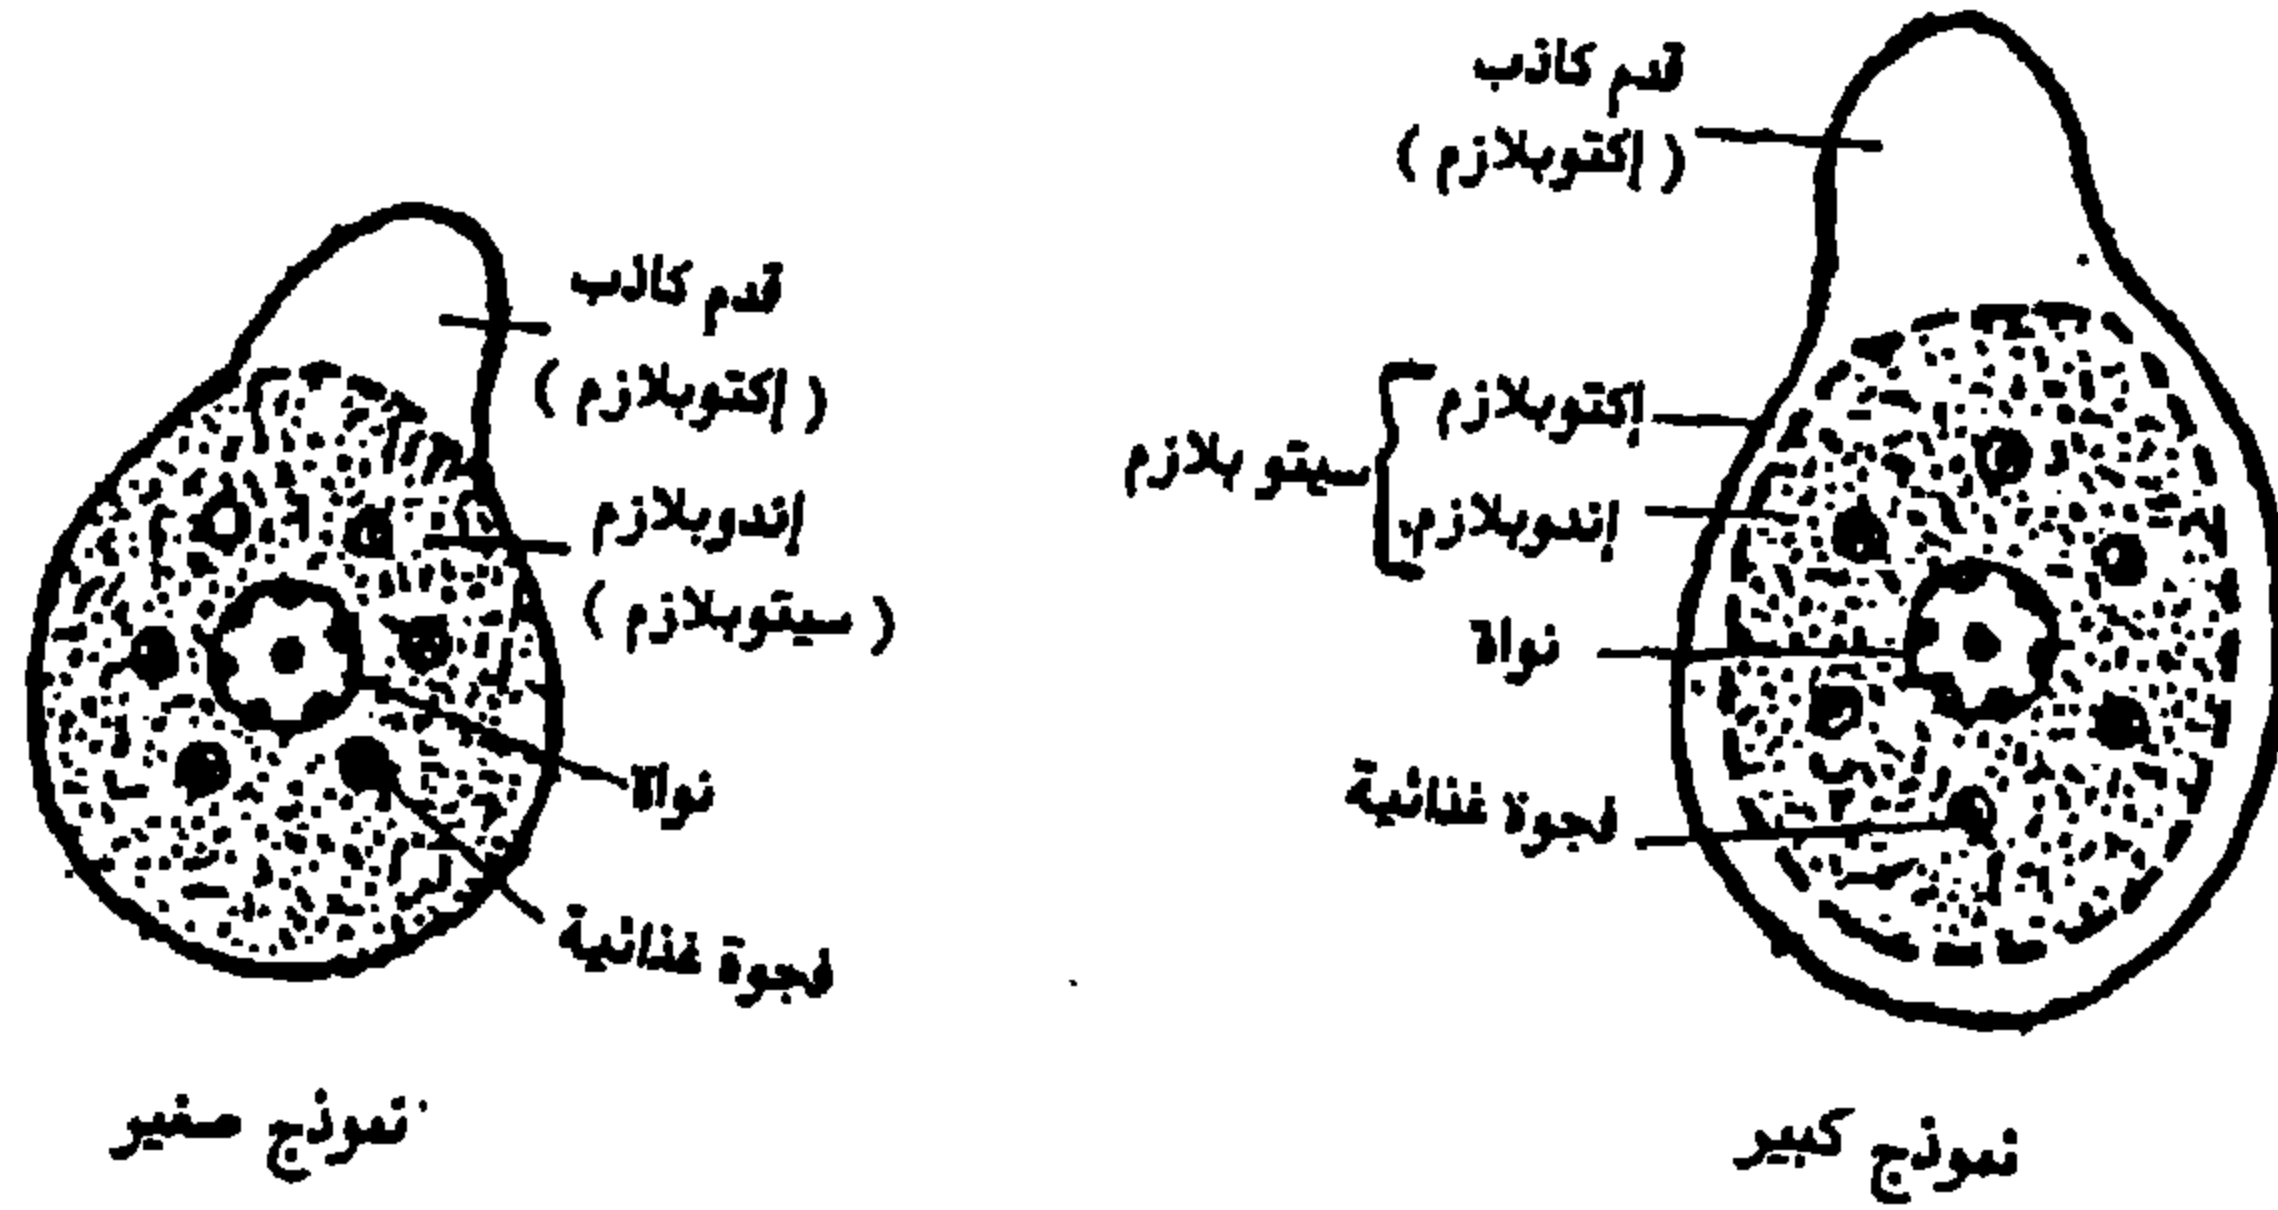 قدم كاذب
( إكتوبلازم )
إكتوبلازم
إندوبلازم
سيتو بلازم
نواة
فجوة غذائية
نموذج كبير
قدم كاذب
( إكتوبلازم )
إندوبلازم
( سيتوبلازم )
نواة
فجوة غذائية
نموذج صغير